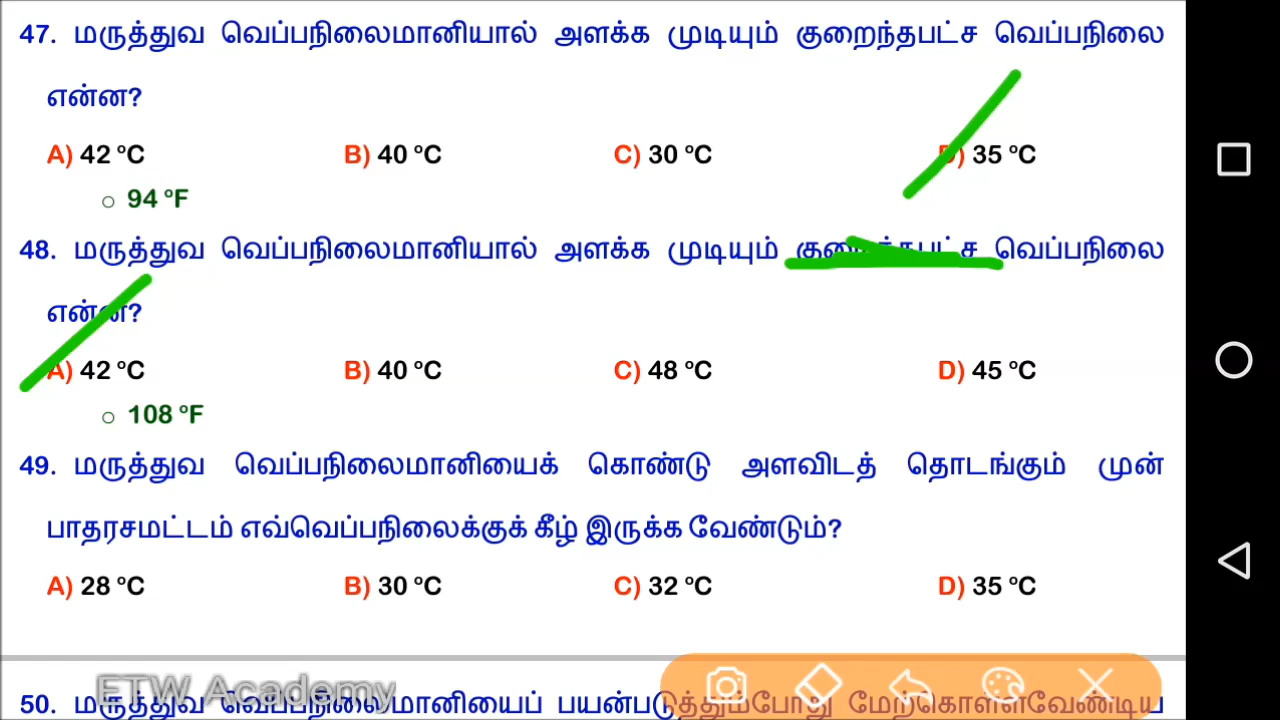 47. மருத்துவ வெப்பநிலைமானியால் அளக்க முடியும் குறைந்தபட்ச வெப்பநிலை
என்ன?
A) 42 ºC B) 40 ºC C) 30 ºC D) 35 ºC
○ 94 ºF
48. மருத்துவ வெப்பநிலைமானியால் அளக்க முடியும் குறைந்தபட்ச வெப்பநிலை
என்ன?
A) 42 ºC B) 40 ºC C) 48 ºC D) 45 ºC
○ 108 ºF
49. மருத்துவ வெப்பநிலைமானியைக் கொண்டு அளவிடத் தொடங்கும் முன்
பாதரசமட்டம் எவ்வெப்பநிலைக்குக் கீழ் இருக்க வேண்டும்?
A) 28 ºC B) 30 ºC C) 32 ºC D) 35 ºC
ETW Academy
50. மருத்துவ வெப்பநிலைமானியைப் பயன்படுத்தும்போது மேற்கொள்ளவேண்டிய